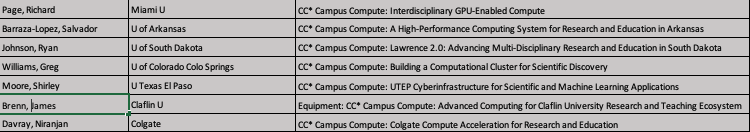 Page, Richard Miami U CC* Campus Compute: Interdisciplinary GPU-Enabled Compute
Barraza-Lopez, Salvador U of Arkansas CC* Campus Compute: A High-Performance Computing System for Research and Education in Arkansas
Johnson, Ryan U of South Dakota CC* Campus Compute: Lawrence 2.0: Advancing Multi-Disciplinary Research and Education in South Dakota
Williams, Greg U of Colorado Colo Springs CC* Campus Compute: Building a Computational Cluster for Scientific Discovery
Moore, Shirley U Texas El Paso CC* Campus Compute: UTEP Cyberinfrastructure for Scientific and Machine Learning Applications
Brenn, James Claflin U Equipment: CC* Campus Compute: Advanced Computing for Claflin University Research and Teaching Ecosystem
Davray, Niranjan Colgate CC* Campus Compute: Colgate Compute Acceleration for Research and Education